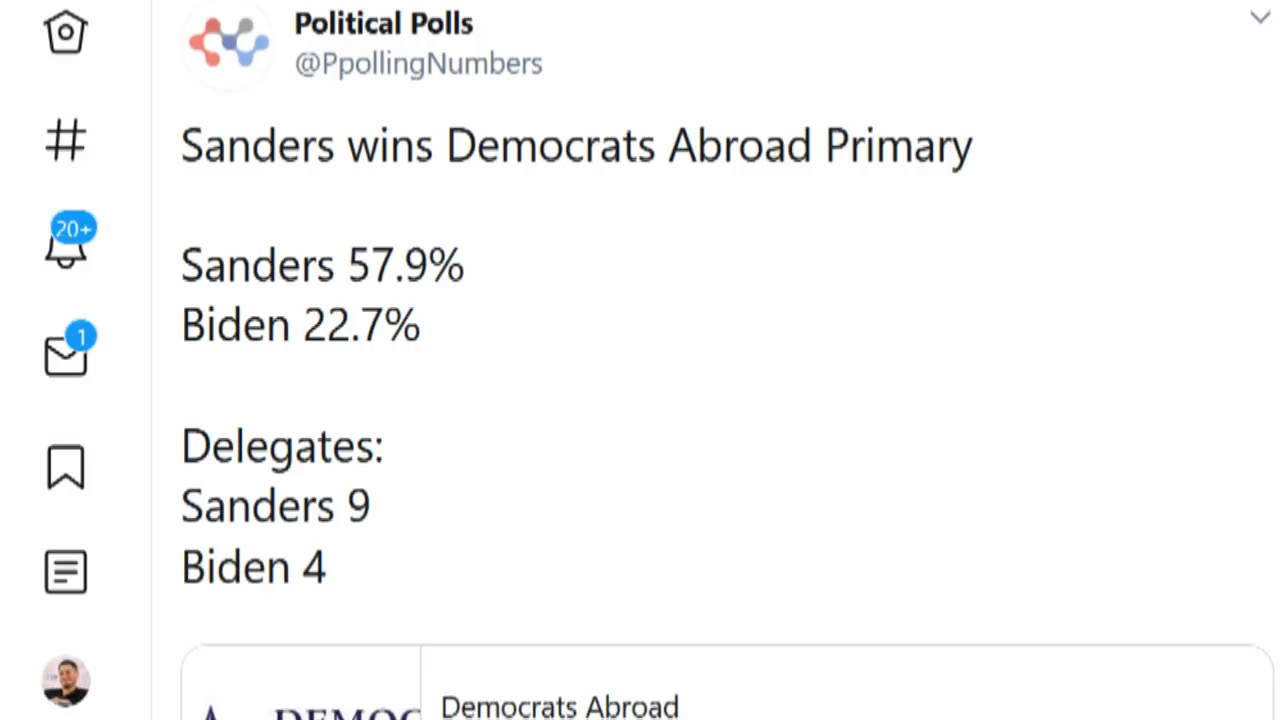 Political Polls
@PpollingNumbers
Sanders wins Democrats Abroad Primary
20+
Sanders 57.9%
1
Biden 22.7%
Delegates:
Sanders 9
Biden 4
Democrats Abroad
DEMOC